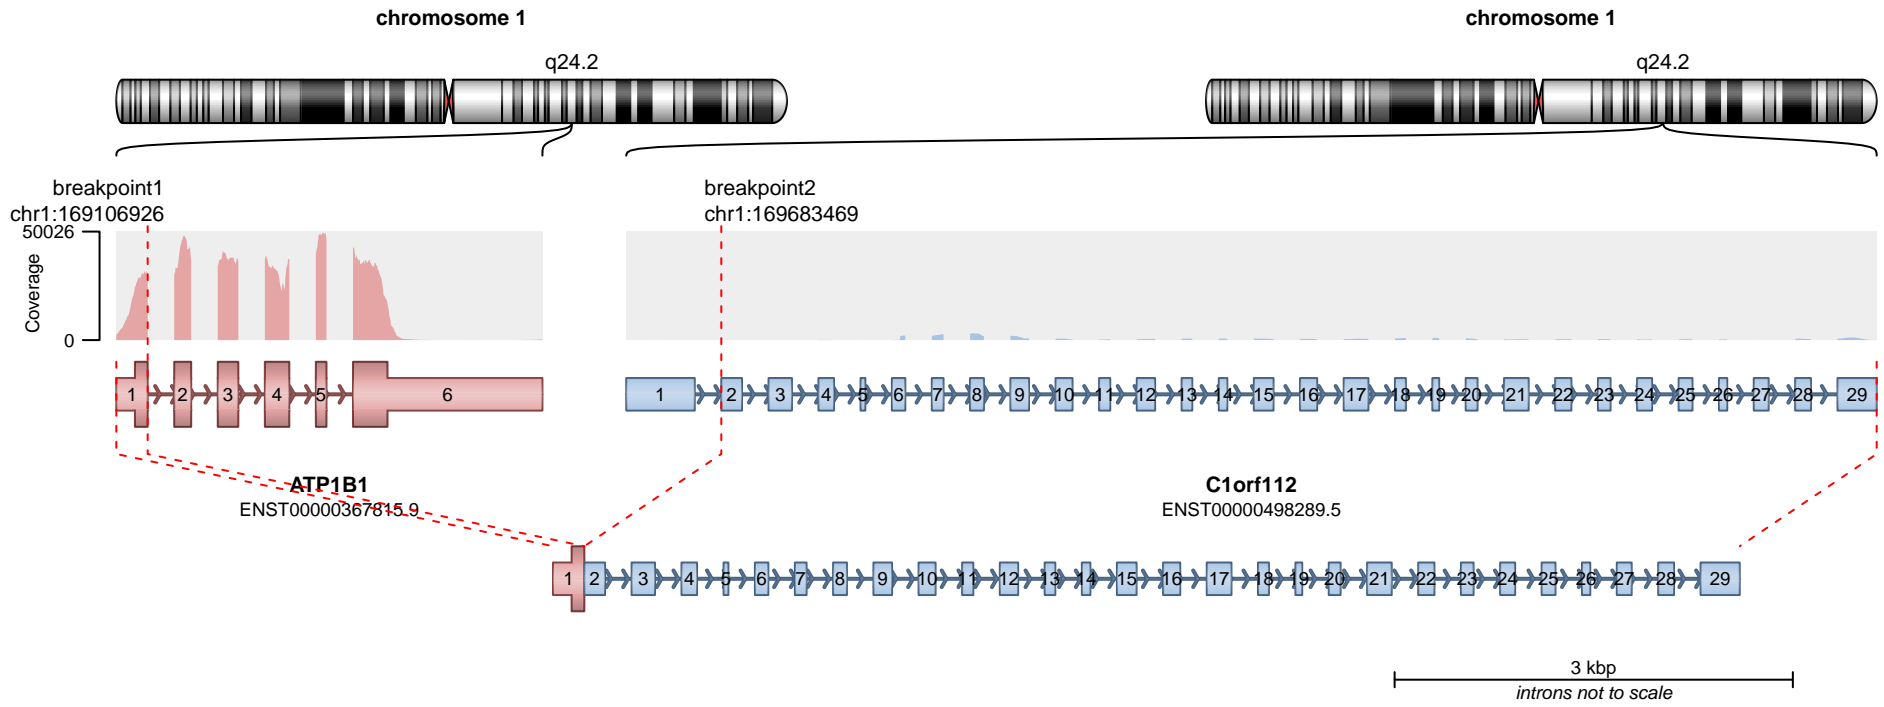 chromosome 1 chromosome 1
q24.2 q24.2
breakpoint1 breakpoint2
chr1:169106926 chr1:169683469
50026
Coverage
0
1 2 3 4 5 6 1 2 3 4 5 6 7 8 9 10 11 12 13 14 15 16 17 18 19 20 21 22 23 24 25 26 27 28 29
ATP1B1 C1orf112
ENST00000367815.9 ENST00000498289.5
1 2 3 4 5 6 7 8 9 10 11 12 13 14 15 16 17 18 19 20 21 22 23 24 25 26 27 28 29
3 kbp
introns not to scale